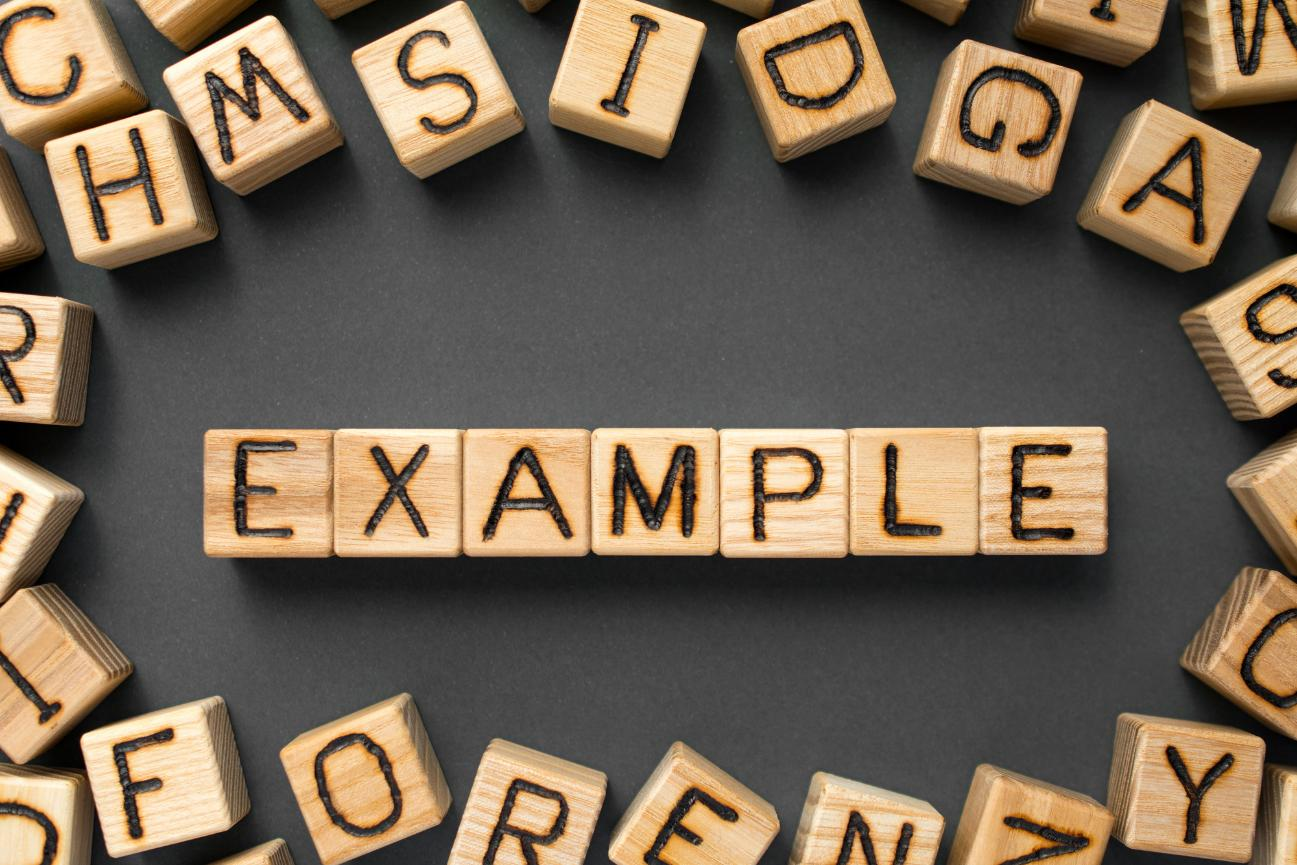 C H M S I D G A
R
EXAMPLE
S
F O R E N Y